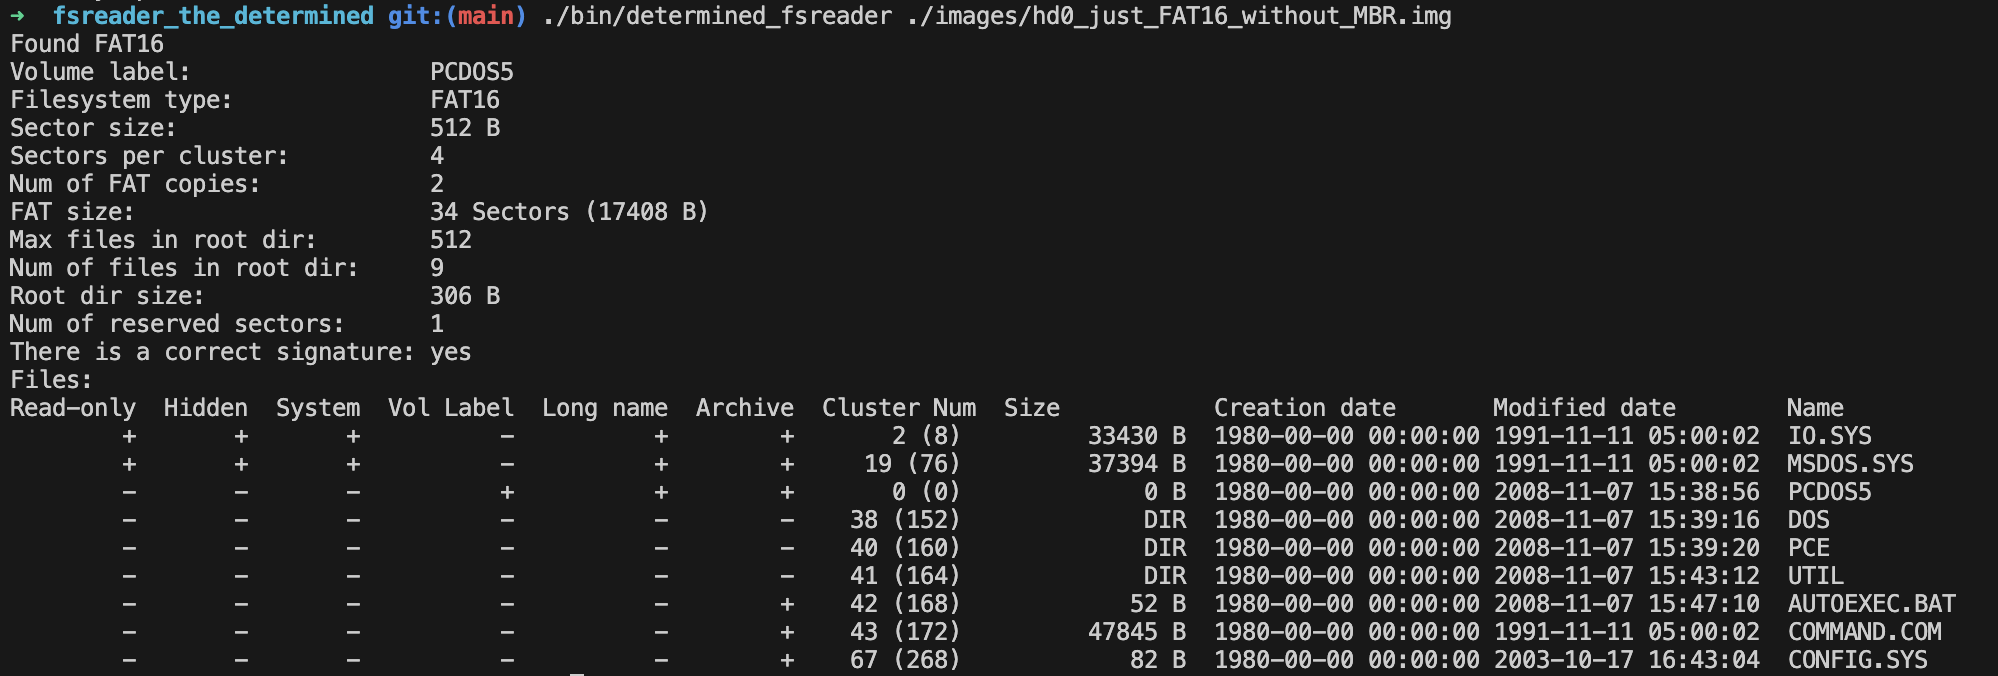 ➜  fsreader_the_determined git:(main) ./bin/determined_fsreader ./images/hd0_just_FAT16_without_MBR.img
Found FAT16
Volume label:                 PCDOS5
Filesystem type:              FAT16
Sector size:                  512 B
Sectors per cluster:          4
Num of FAT copies:            2
FAT size:                     34 Sectors (17408 B)
Max files in root dir:        512
Num of files in root dir:     9
Root dir size:                306 B
Num of reserved sectors:      1
There is a correct signature: yes
Files:
Read-only  Hidden  System  Vol Label  Long name  Archive  Cluster Num  Size           Creation date       Modified date        Name
        +       +       +          -          +        +       2 (8)         33430 B  1980-00-00 00:00:00 1991-11-11 05:00:02  IO.SYS
        +       +       +          -          +        +     19 (76)         37394 B  1980-00-00 00:00:00 1991-11-11 05:00:02  MSDOS.SYS
        -       -       -          +          +        +       0 (0)             0 B  1980-00-00 00:00:00 2008-11-07 15:38:56  PCDOS5
        -       -       -          -          -        -    38 (152)             DIR  1980-00-00 00:00:00 2008-11-07 15:39:16  DOS
        -       -       -          -          -        -    40 (160)             DIR  1980-00-00 00:00:00 2008-11-07 15:39:20  PCE
        -       -       -          -          -        -    41 (164)             DIR  1980-00-00 00:00:00 2008-11-07 15:43:12  UTIL
        -       -       -          -          -        +    42 (168)            52 B  1980-00-00 00:00:00 2008-11-07 15:47:10  AUTOEXEC.BAT
        -       -       -          -          -        +    43 (172)         47845 B  1980-00-00 00:00:00 1991-11-11 05:00:02  COMMAND.COM
        -       -       -          -          -        +    67 (268)            82 B  1980-00-00 00:00:00 2003-10-17 16:43:04  CONFIG.SYS